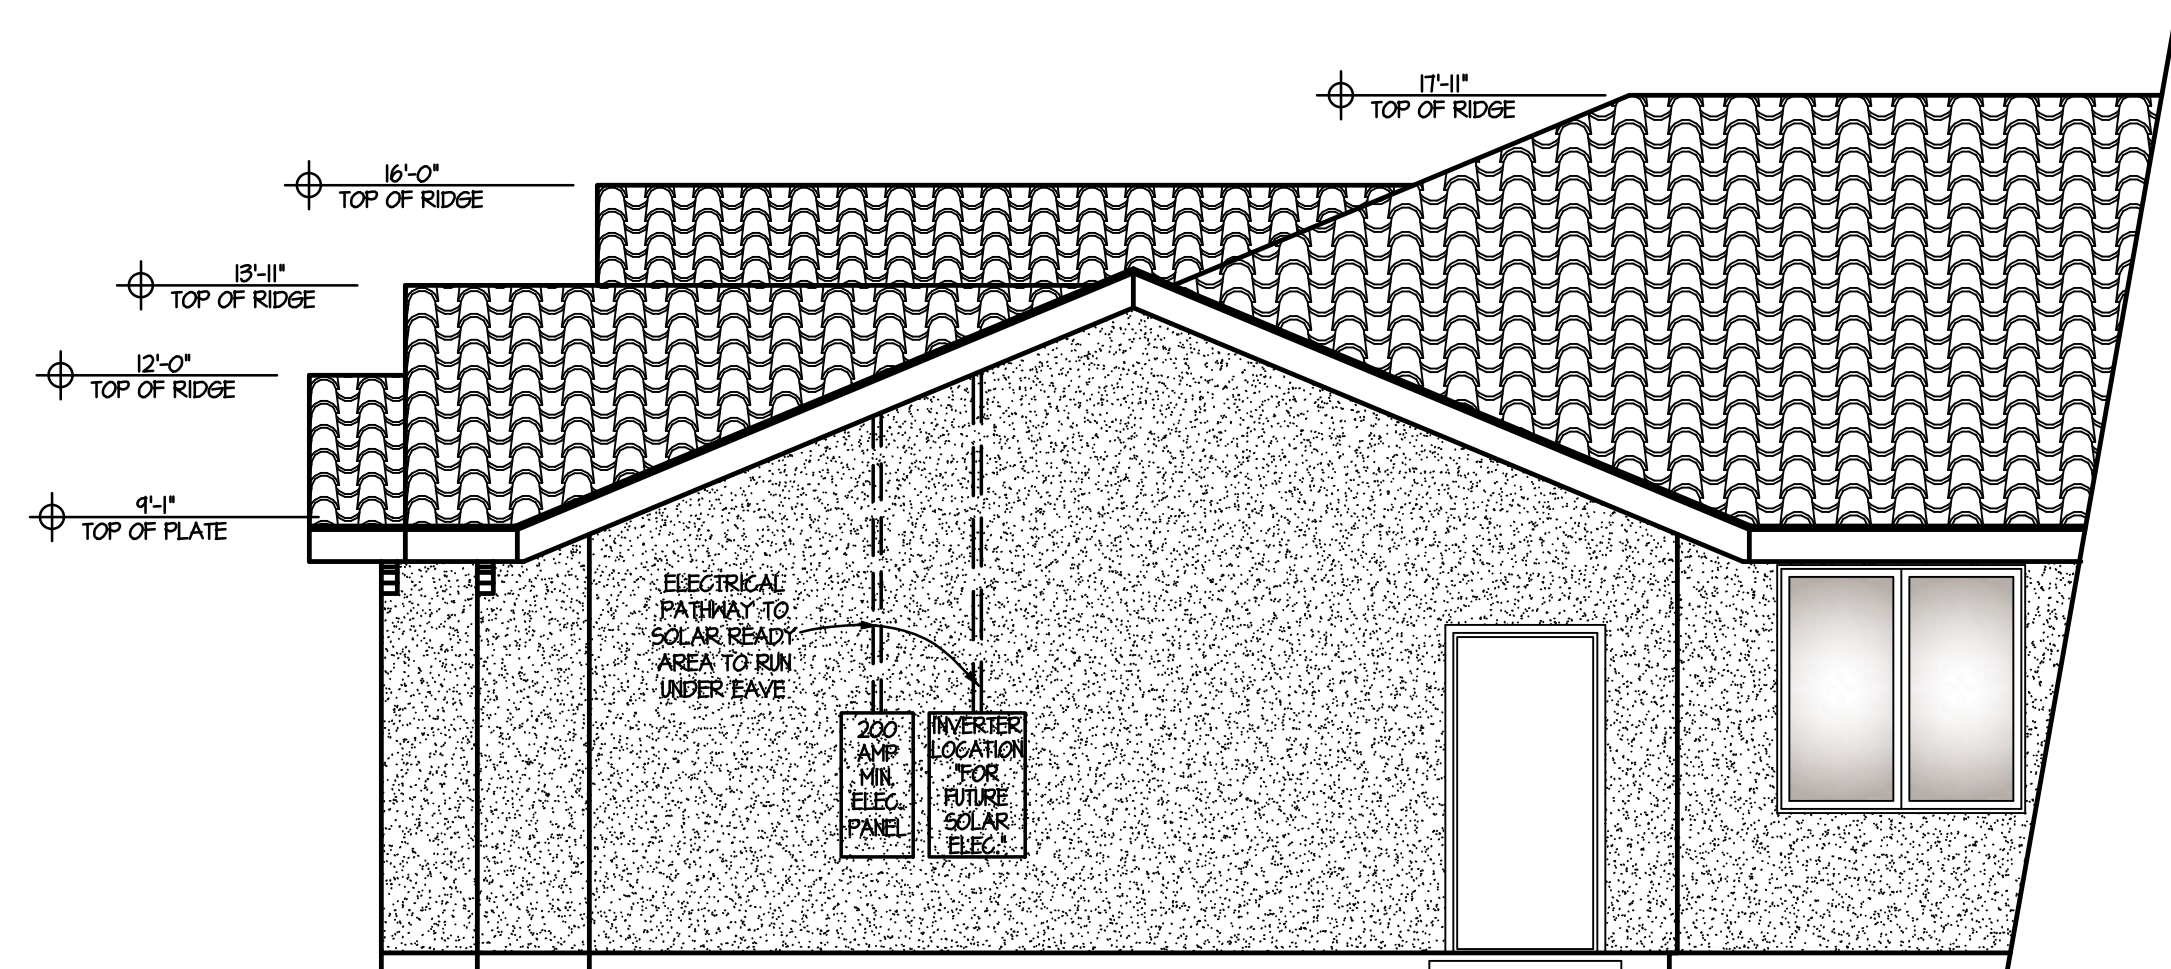 17'-11"
TOP OF RIDGE
16'-0"
TOP OF RIDGE
13'-11"
TOP OF RIDGE
12'-0"
TOP OF RIDGE
9'-1"
TOP OF PLATE
ELECTRICAL
PATHWAY TO
SOLAR READY
AREA TO RUN
UNDER EAVE
200
AMP
MIN.
ELEC.
PANEL
INVERTER
LOCATION
"FOR
FUTURE
SOLAR
ELEC."